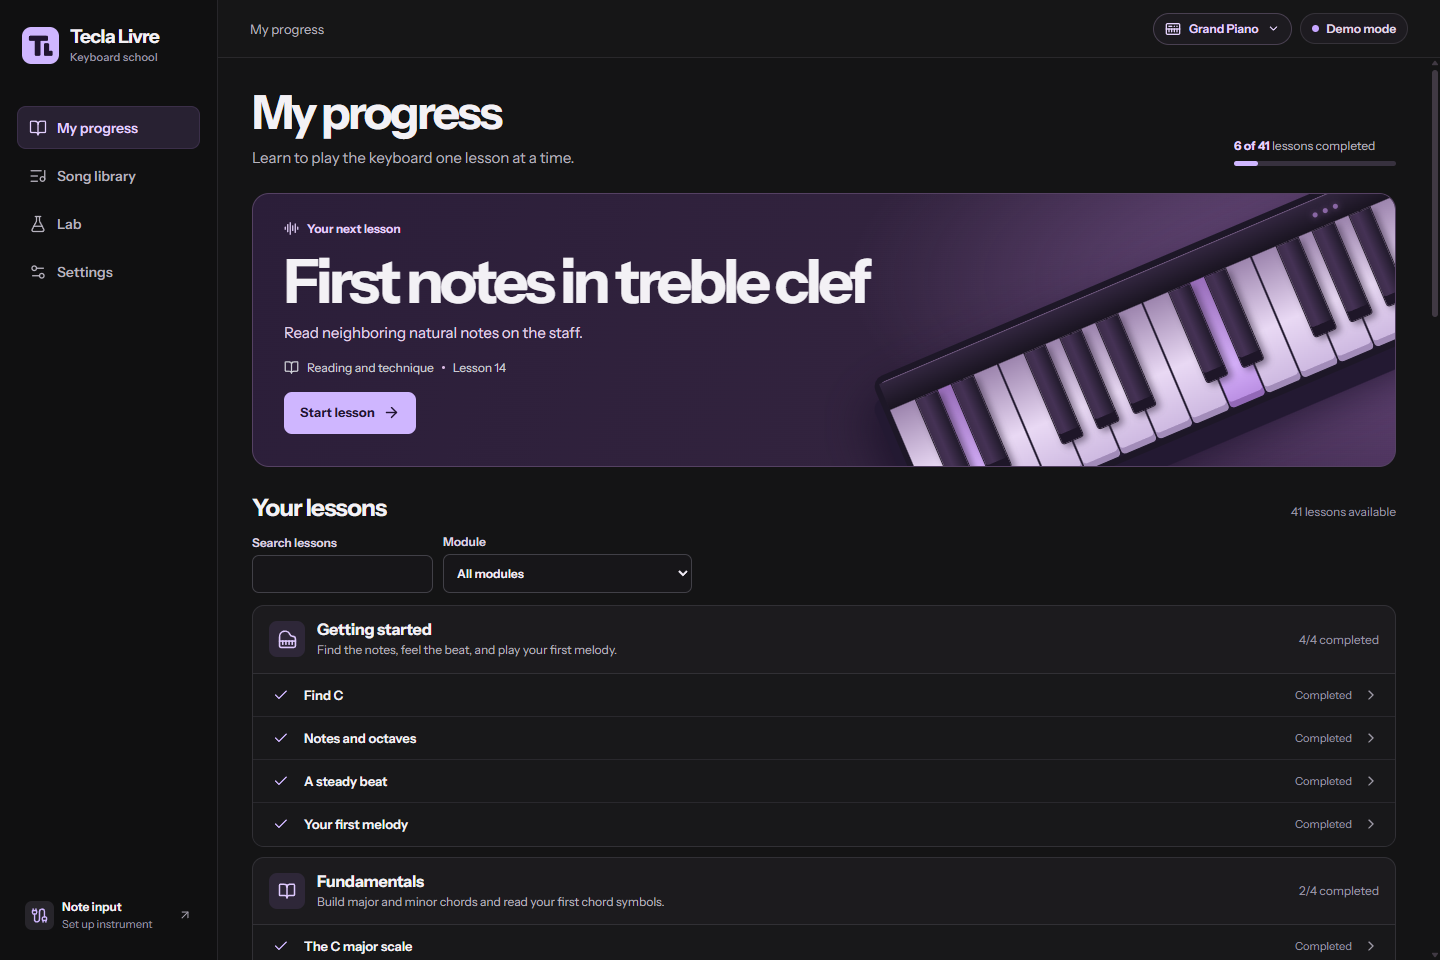 TL
Tecla Livre
Keyboard school
My progress
Song library
Lab
Settings
Note input
Set up instrument
My progress
Grand Piano
Demo mode
My progress
Learn to play the keyboard one lesson at a time.
6 of 41 lessons completed
Your next lesson
First notes in treble clef
Read neighboring natural notes on the staff.
Reading and technique • Lesson 14
Start lesson
Your lessons
41 lessons available
Search lessons
Module
All modules
Getting started
Find the notes, feel the beat, and play your first melody.
4/4 completed
Find C
Completed
Notes and octaves
Completed
A steady beat
Completed
Your first melody
Completed
Fundamentals
Build major and minor chords and read your first chord symbols.
2/4 completed
The C major scale
Completed